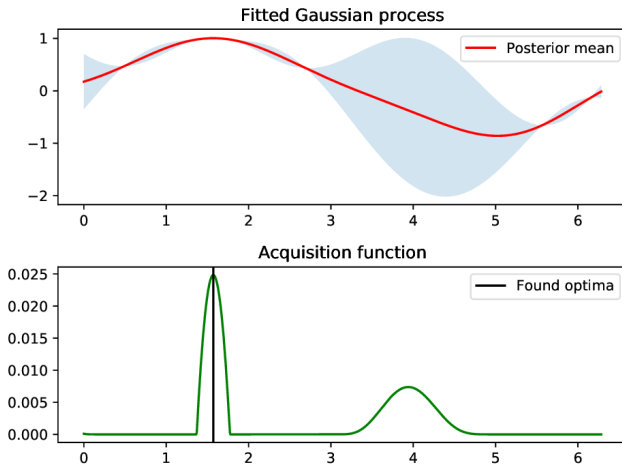 Fitted Gaussian process
Posterior mean
1
0
−1
−2
0 1 2 3 4 5 6
Acquisition function
Found optima
0.025
0.020
0.015
0.010
0.005
0.000
0 1 2 3 4 5 6